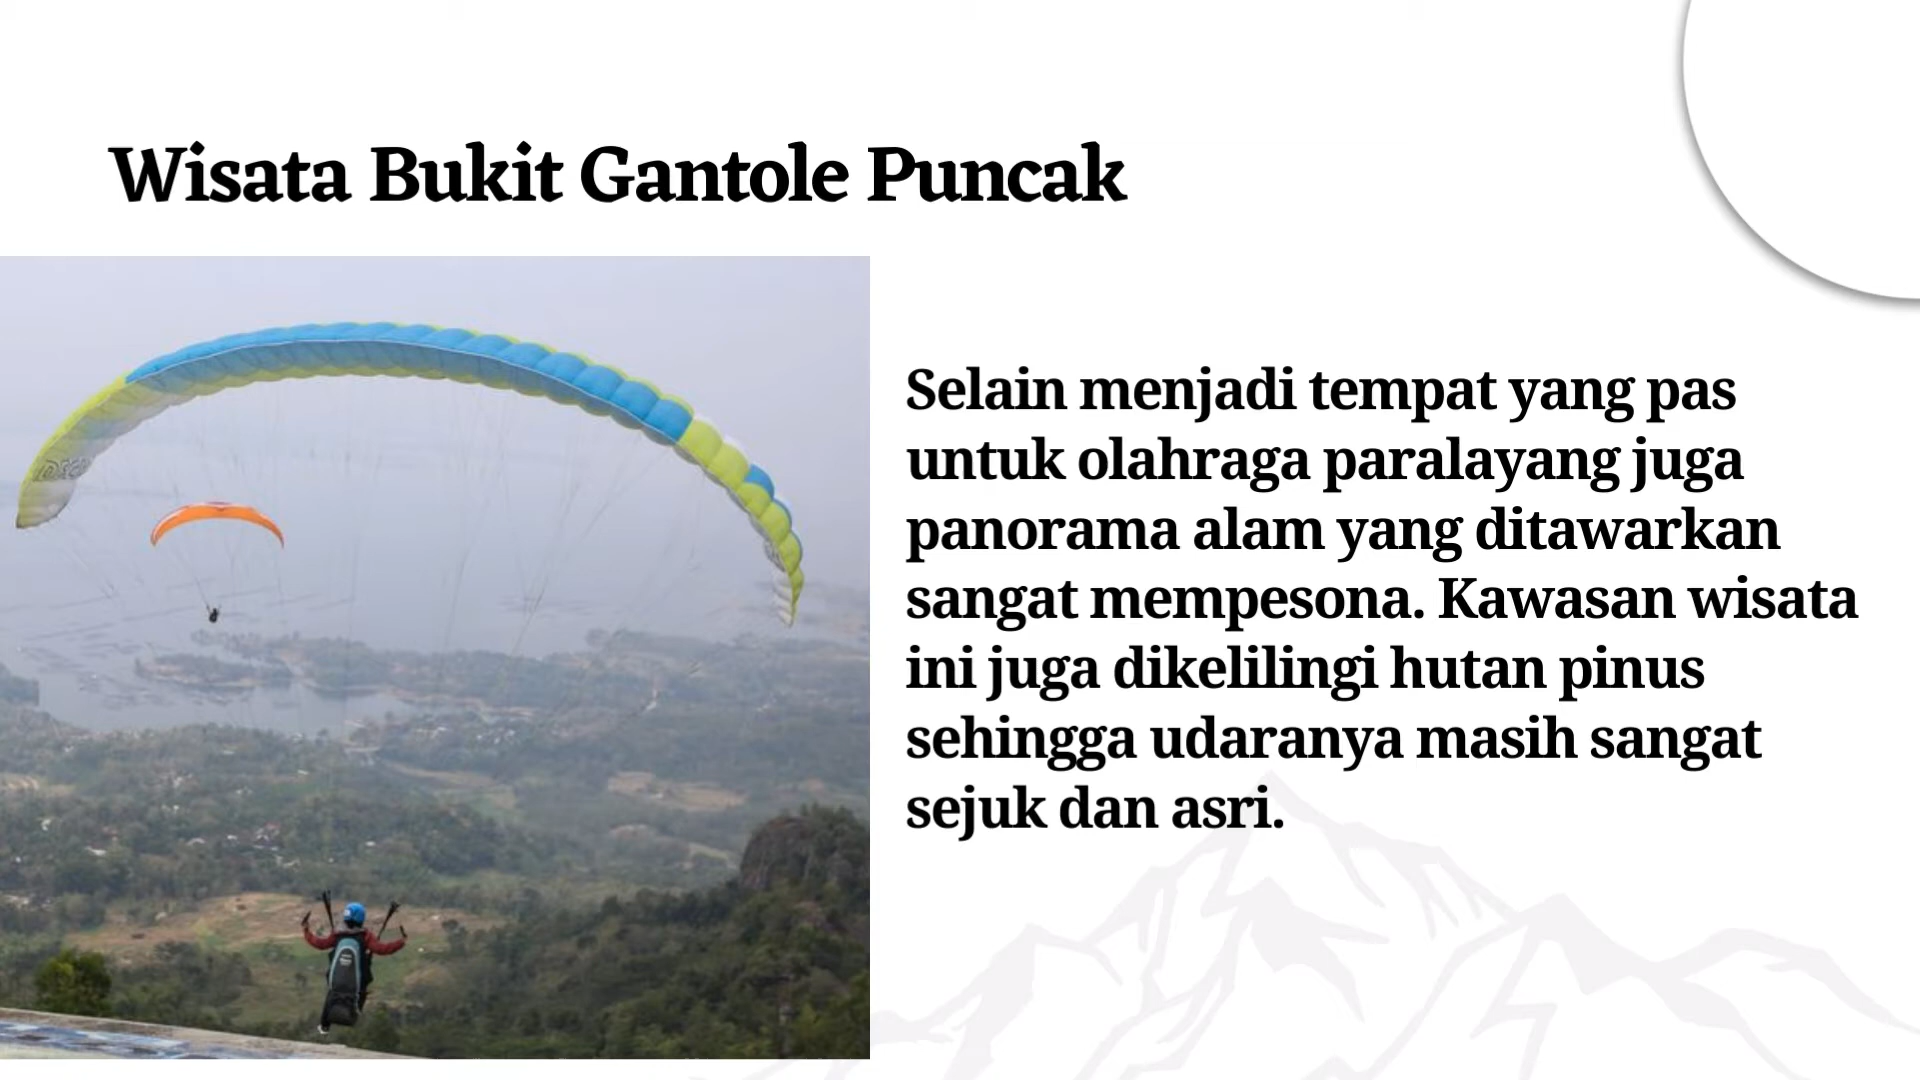 Wisata Bukit Gantole Puncak
Selain menjadi tempat yang pas
untuk olahraga paralayang juga
panorama alam yang ditawarkan
sangat mempesona. Kawasan wisata
ini juga dikelilingi hutan pinus
sehingga udaranya masih sangat
sejuk dan asri.